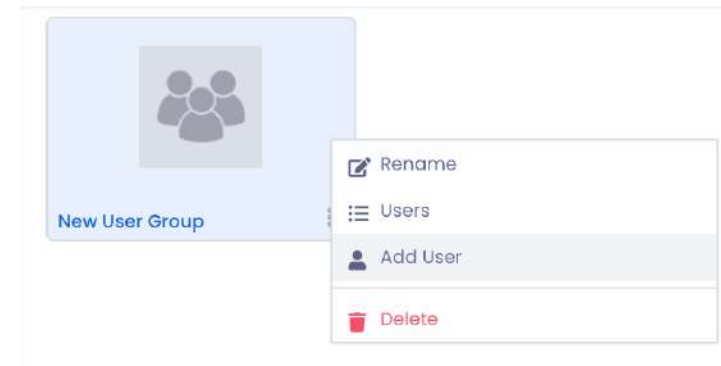 Rename
New User Group
Users
Add User
Delete